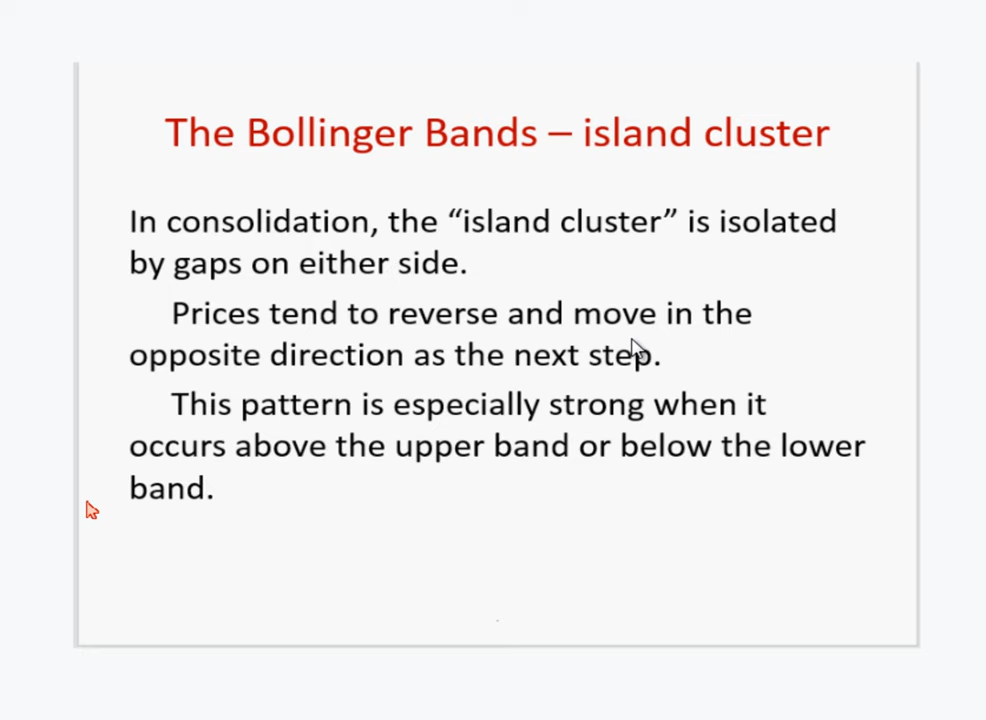 The Bollinger Bands – island cluster
In consolidation, the “island cluster” is isolated
by gaps on either side.
Prices tend to reverse and move in the
opposite direction as the next step.
This pattern is especially strong when it
occurs above the upper band or below the lower
band.